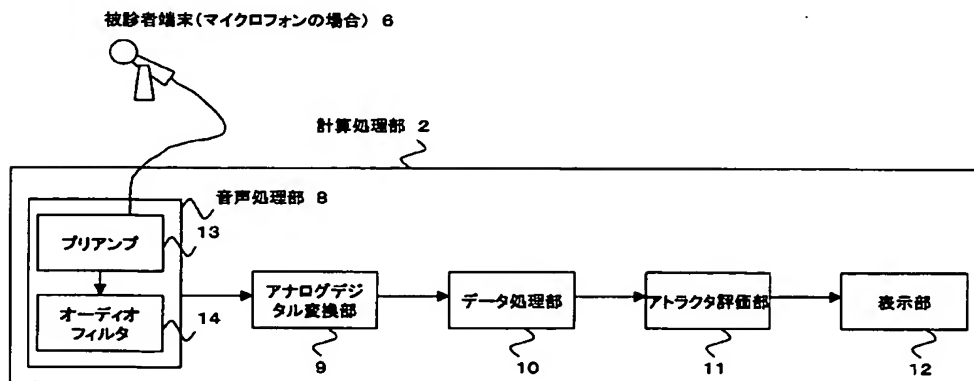 被診者端末(マイクロフォンの場合) 6
計算処理部 2
音声処理部 8
プリアンプ
13
オーディオ
フィルタ
14
アナログデジ
タル変換部
9
データ処理部
10
アトラクタ評価部
11
表示部
12